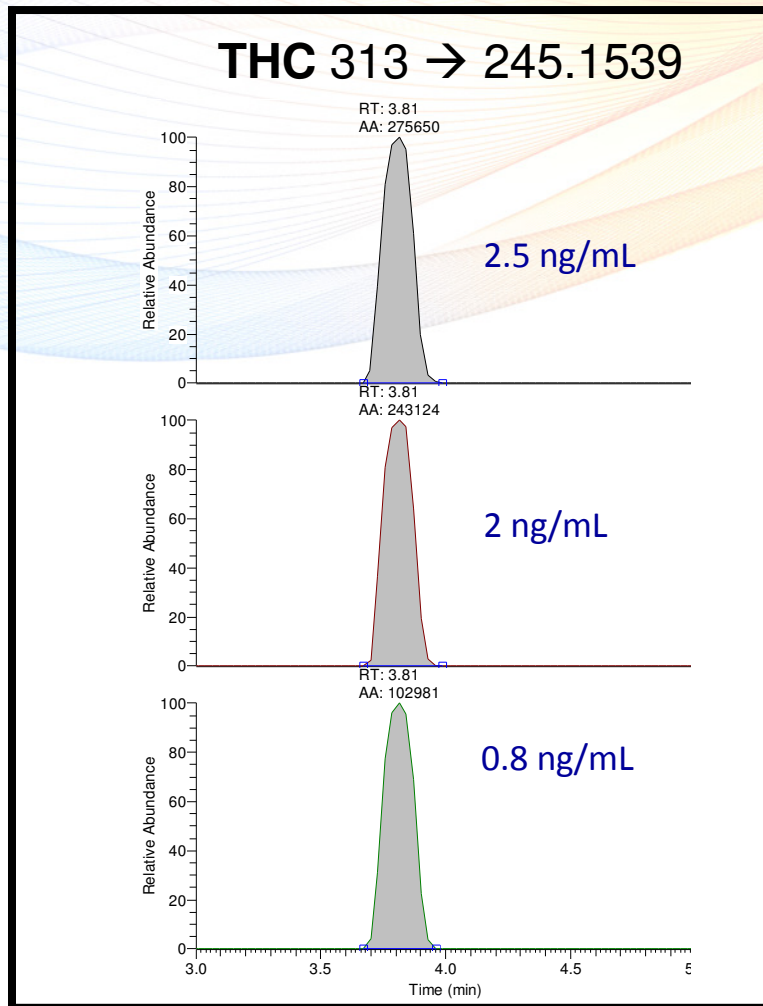 THC 313 → 245.1539
RT: 3.81
AA: 275650
100
80
60
40
20
0
Relative Abundance
2.5 ng/mL
RT: 3.81
AA: 243124
100
80
60
40
20
0
Relative Abundance
2 ng/mL
RT: 3.81
AA: 102981
100
80
60
40
20
0
Relative Abundance
0.8 ng/mL
3.0 3.5 4.0 4.5 5
Time (min)